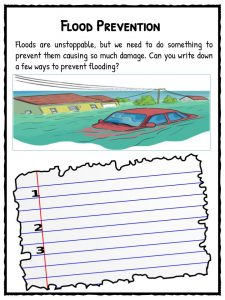 Flood Prevention
Floods are unstoppable, but we need to do something to
prevent them causing so much damage. Can you write down
a few ways to prevent flooding?
1
2
3